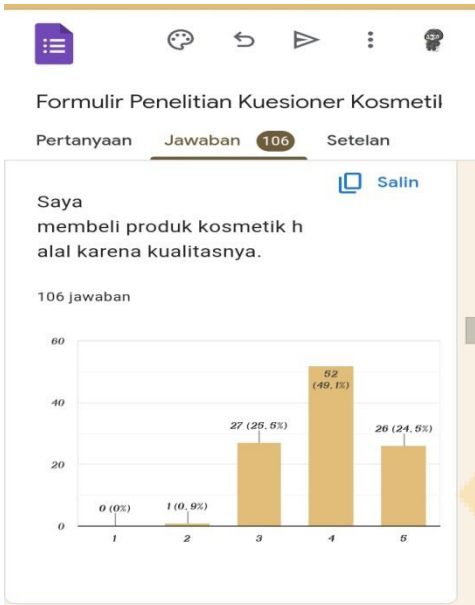 Formulir Penelitian Kuesioner Kosmetil
Pertanyaan Jawaban 106 Setelan
Salin
Saya
membeli produk kosmetik h
alal karena kualitasnya.
106 jawaban
60
40
20
0
0 (0%)
1 (0, 9%)
27 (25, 5%)
52
(49, 1%)
26 (24, 5%)
1 2 3 4 5